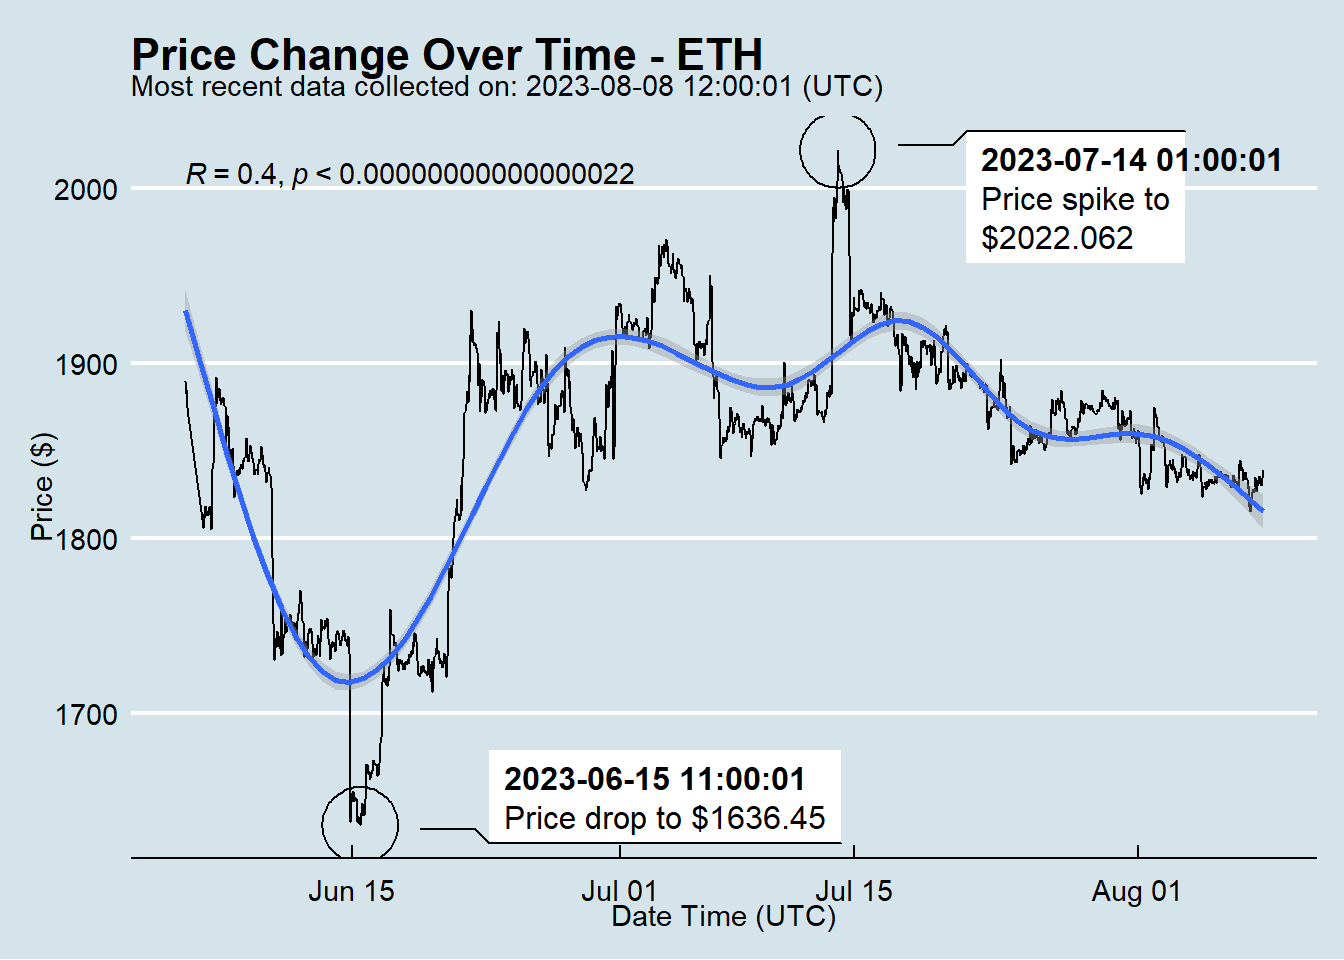 Price Change Over Time - ETH
Most recent data collected on: 2023-08-08 12:00:01 (UTC)
R = 0.4, p < 0.00000000000000022
2023-07-14 01:00:01
Price spike to
$2022.062
2000
1900
1800
1700
Price ($)
2023-06-15 11:00:01
Price drop to $1636.45
Jun 15
Jul 01
Jul 15
Aug 01
Date Time (UTC)